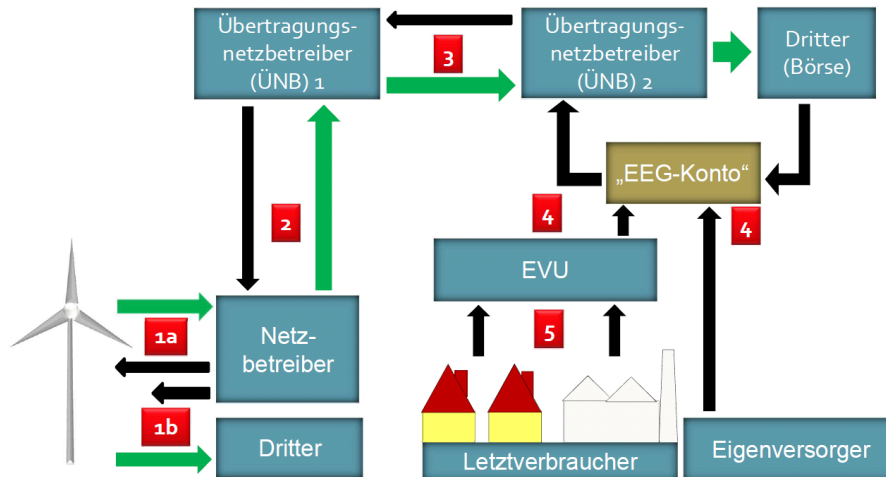 Übertragungs-
netzbetreiber
(ÜNB) 1
3
Übertragungs-
netzbetreiber
(ÜNB) 2
Dritter
(Börse)
„EEG-Konto“
2
4
4
EVU
1a
Netz-
betreiber
5
1b
Dritter
Letztverbraucher
Eigenversorger